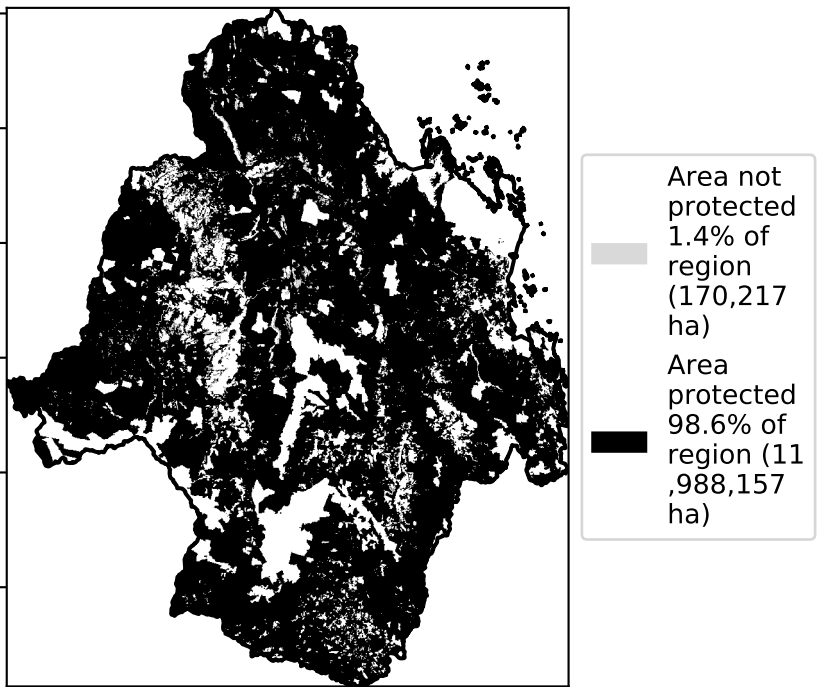 Area not
protected
1.4% of
region
(170,217
ha)
Area
protected
98.6% of
region (11
,988,157
ha)